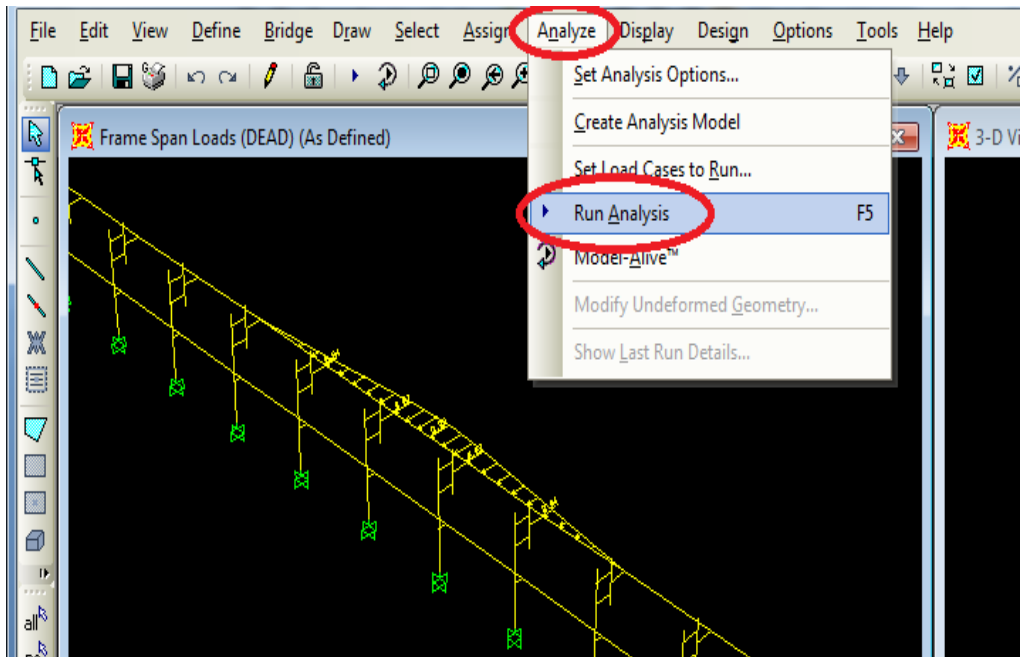 File Edit View Define Bridge Draw Select Assign Analyze Display Design Options Tools Help
Set Analysis Options...
Create Analysis Model
Set Load Cases to Run...
Run Analysis F5
Model-Alive™
Modify Undeformed Geometry...
Show Last Run Details...
Frame Span Loads (DEAD) (As Defined)
3-D Vi
all